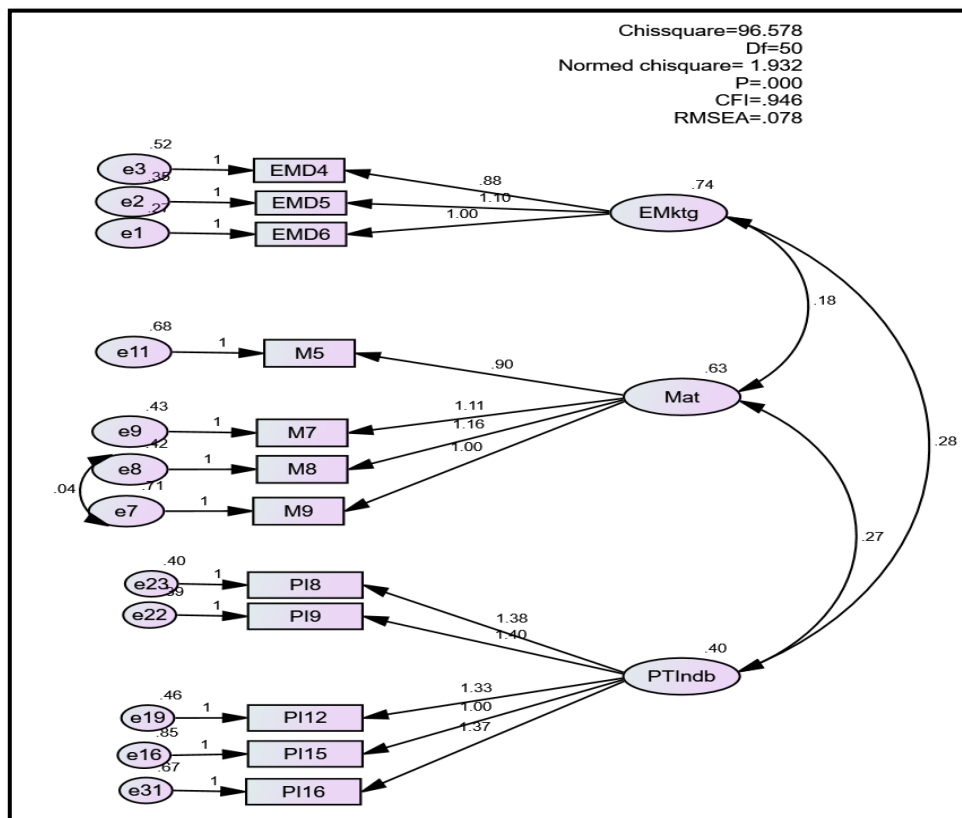 Chissquare=96.578
Df=50
Normed chisquare= 1.932
P=.000
CFI=.946
RMSEA=.078
.52
e3 1 EMD4 .88 .74
.35
e2 1 EMD5 1.10 EMktg
.27
e1 1 EMD6 1.00
.18
.68
e11 1 M5 .90 .63
Mat
.43
e9 1 M7 1.11
.42
e8 1 M8 1.16
.28
.04 .71
e7 1 M9 1.00
.27
.40
e23 1 PI8 1.38
.39
e22 1 PI9 1.40
.40
PTIndb
.46
e19 1 PI12 1.33
.85
e16 1 PI15 1.00
.67
e31 1 PI16 1.37